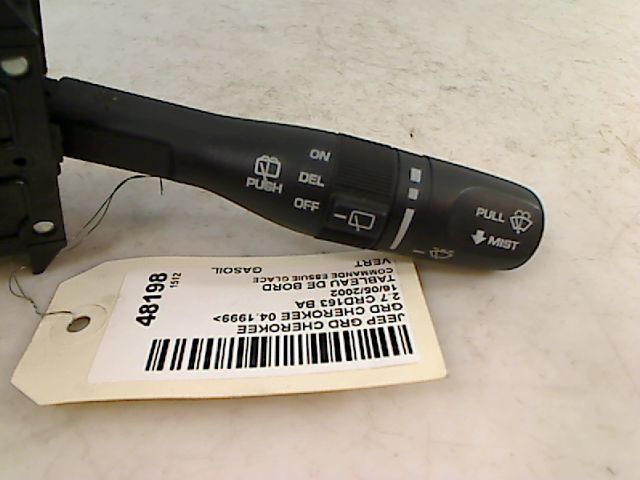 ON
DEL
OFF
PUSH
PULL
MIST
JEEP GRD CHEROKEE
GRD CHEROKEE 04.1999>
2.7 CRD163 BA
16/05/2002
TABLEAU DE BORD
COMMANDE ESSUIE GLACE
VERT
GASOIL
48198
1512